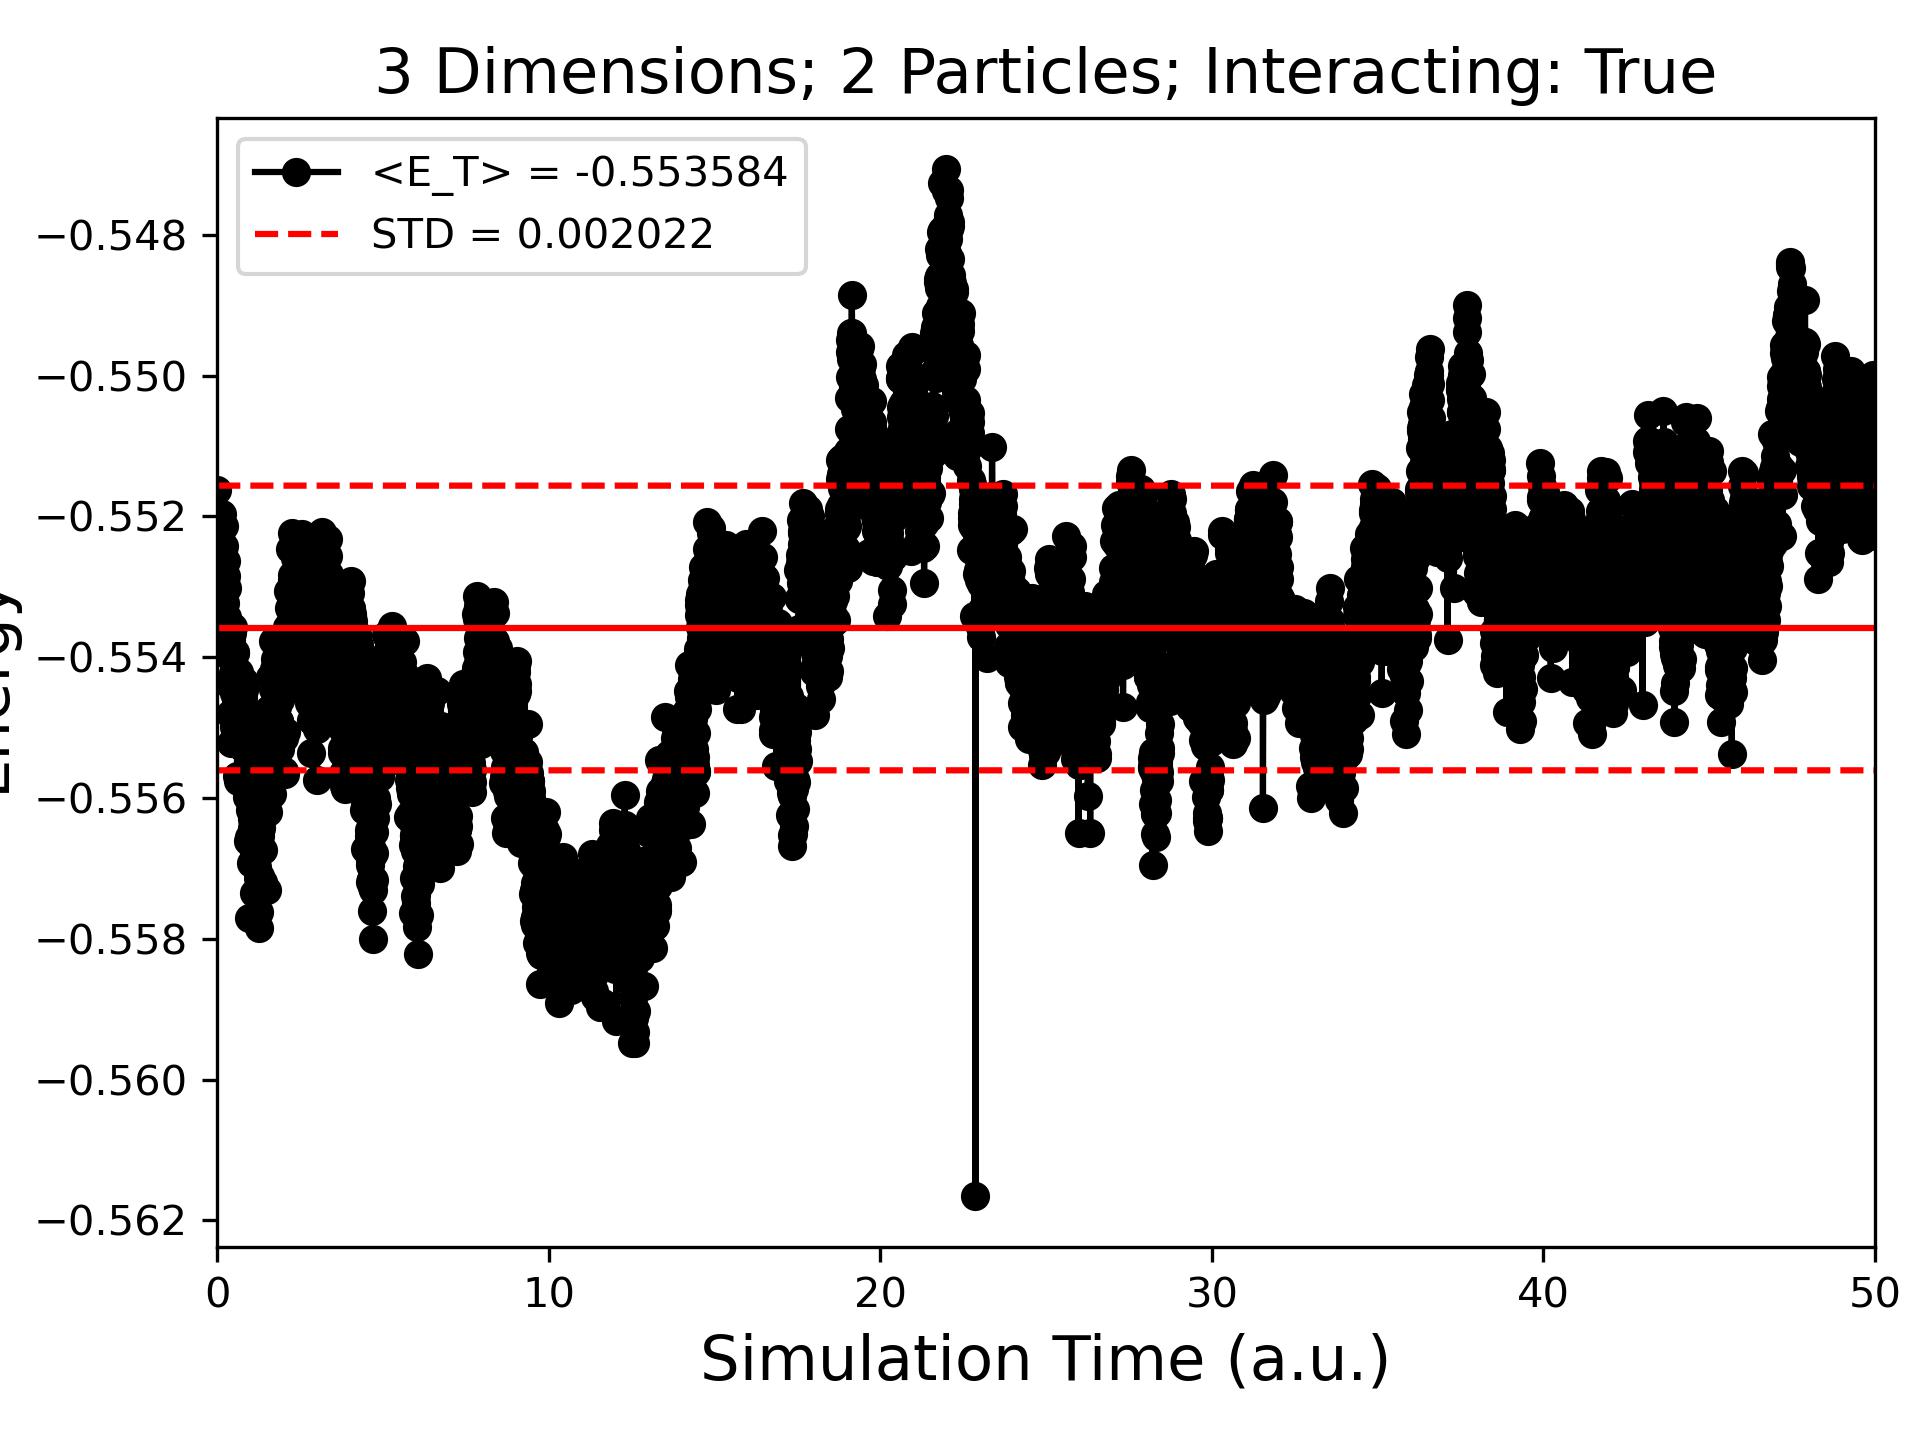 3 Dimensions; 2 Particles; Interacting: True
<E_T> = -0.553584
STD = 0.002022
−0.548
−0.550
−0.552
−0.554
−0.556
−0.558
−0.560
−0.562
0 10 20 30 40 50
Simulation Time (a.u.)